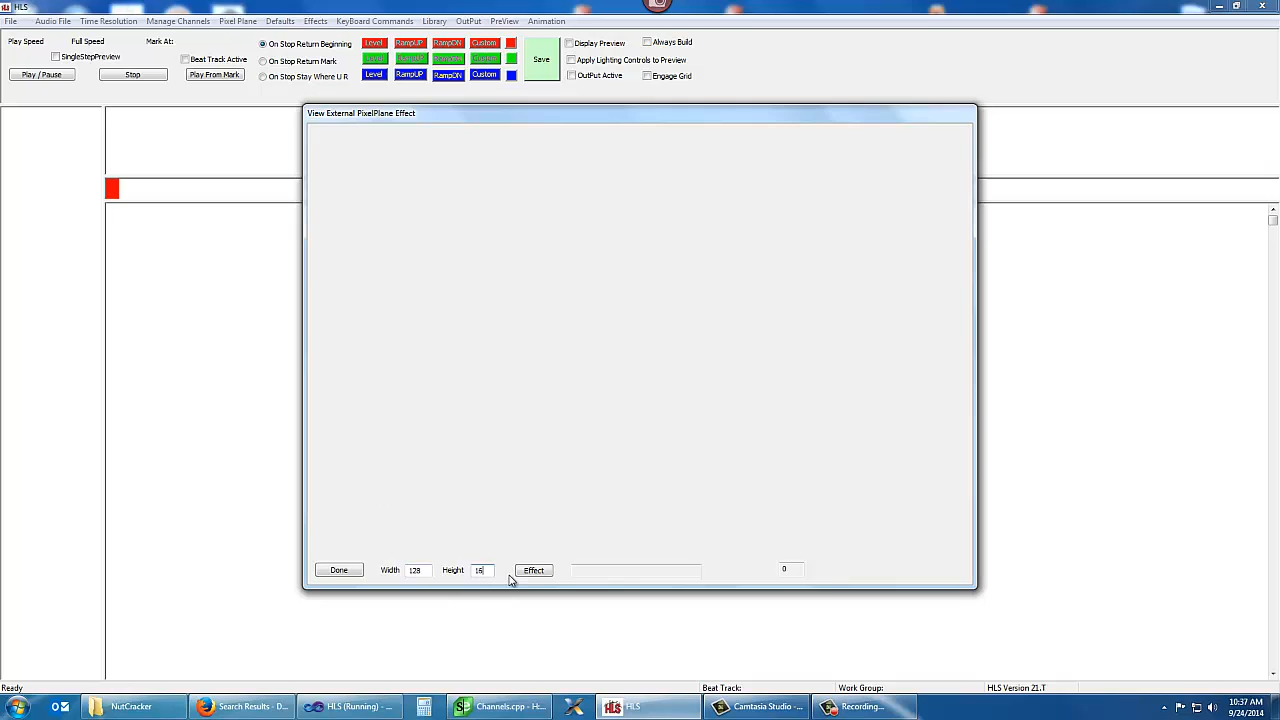 HLS
File Audio File Time Resolution Manage Channels Pixel Plane Defaults Effects KeyBoard Commands Library OutPut PreView Animation
Play Speed Full Speed Mark At: On Stop Return Beginning Level RampUP RampDN Custom Display Preview Always Build
SingleStepPreview Beat Track Active On Stop Return Mark Level RampUP RampDN Custom Save Apply Lighting Controls to Preview
Play / Pause Stop Play From Mark On Stop Stay Where U R Level RampUP RampDN Custom OutPut Active Engage Grid
View External PixelPlane Effect
Done Width 128 Height 16 Effect 0
Ready Beat Track: Work Group: HLS Version 21.T
NutCracker Search Results - D... HLS (Running) - ... Channels.cpp - H... HLS Camtasia Studio -... Recording... 10:37 AM
9/24/2014